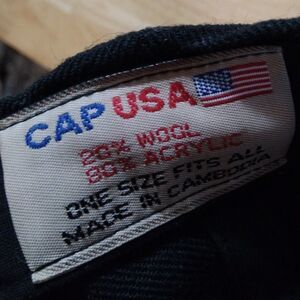 CAP USA
20% WOOL
80% ACRYLIC
ONE SIZE FITS ALL
MADE IN CAMBODIA